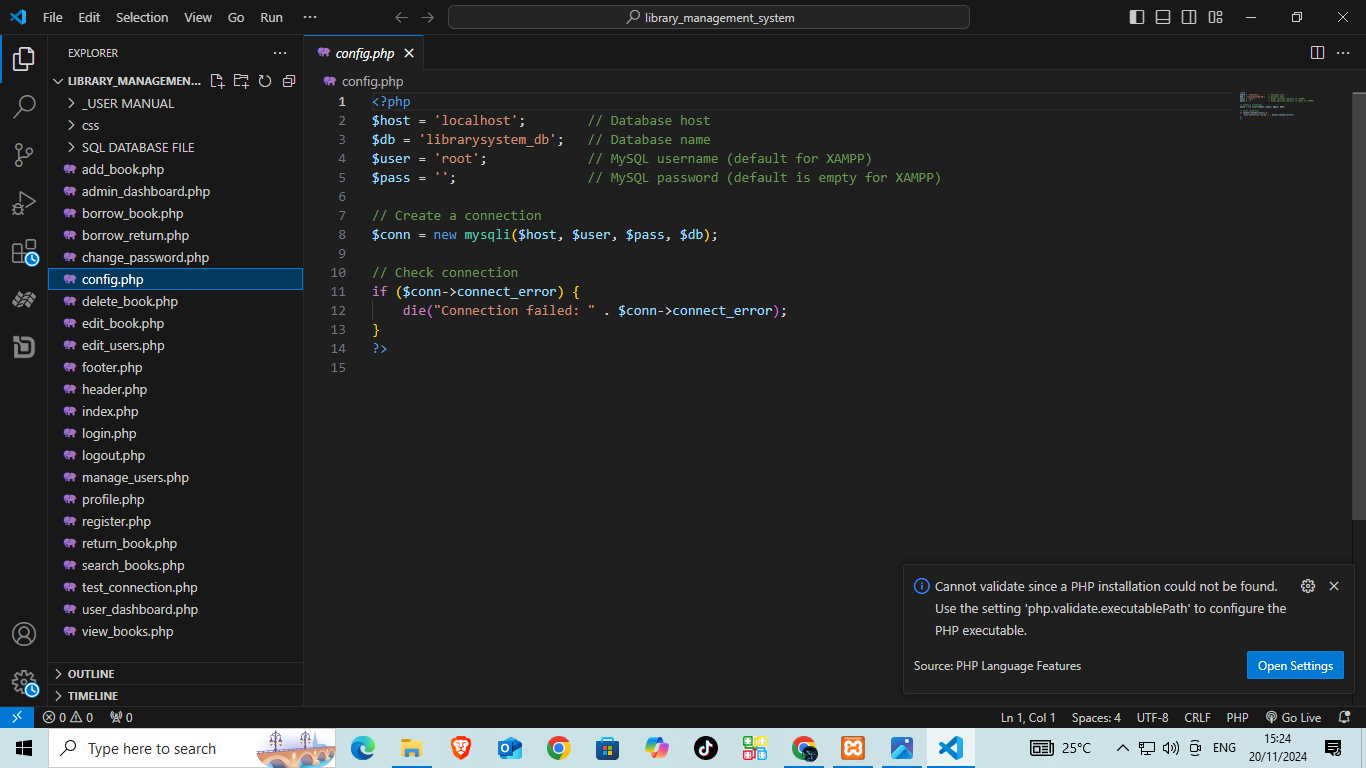 File Edit Selection View Go Run ···
library_management_system
EXPLORER
LIBRARY_MANAGEMEN...
_USER MANUAL
css
SQL DATABASE FILE
add_book.php
admin_dashboard.php
borrow_book.php
borrow_return.php
change_password.php
config.php
delete_book.php
edit_book.php
edit_users.php
footer.php
header.php
index.php
login.php
logout.php
manage_users.php
profile.php
register.php
return_book.php
search_books.php
test_connection.php
user_dashboard.php
view_books.php
OUTLINE
TIMELINE
config.php
config.php
1 <?php
2 $host = 'localhost';        // Database host
3 $db = 'librarysystem_db';   // Database name
4 $user = 'root';             // MySQL username (default for XAMPP)
5 $pass = '';                 // MySQL password (default is empty for XAMPP)
6
7 // Create a connection
8 $conn = new mysqli($host, $user, $pass, $db);
9
10 // Check connection
11 if ($conn->connect_error) {
12     die("Connection failed: " . $conn->connect_error);
13 }
14 ?>
15
Cannot validate since a PHP installation could not be found.
Use the setting 'php.validate.executablePath' to configure the
PHP executable.
Source: PHP Language Features
Open Settings
0 0 0
Ln 1, Col 1 Spaces: 4 UTF-8 CRLF PHP Go Live
Type here to search
25°C
ENG
15:24
20/11/2024